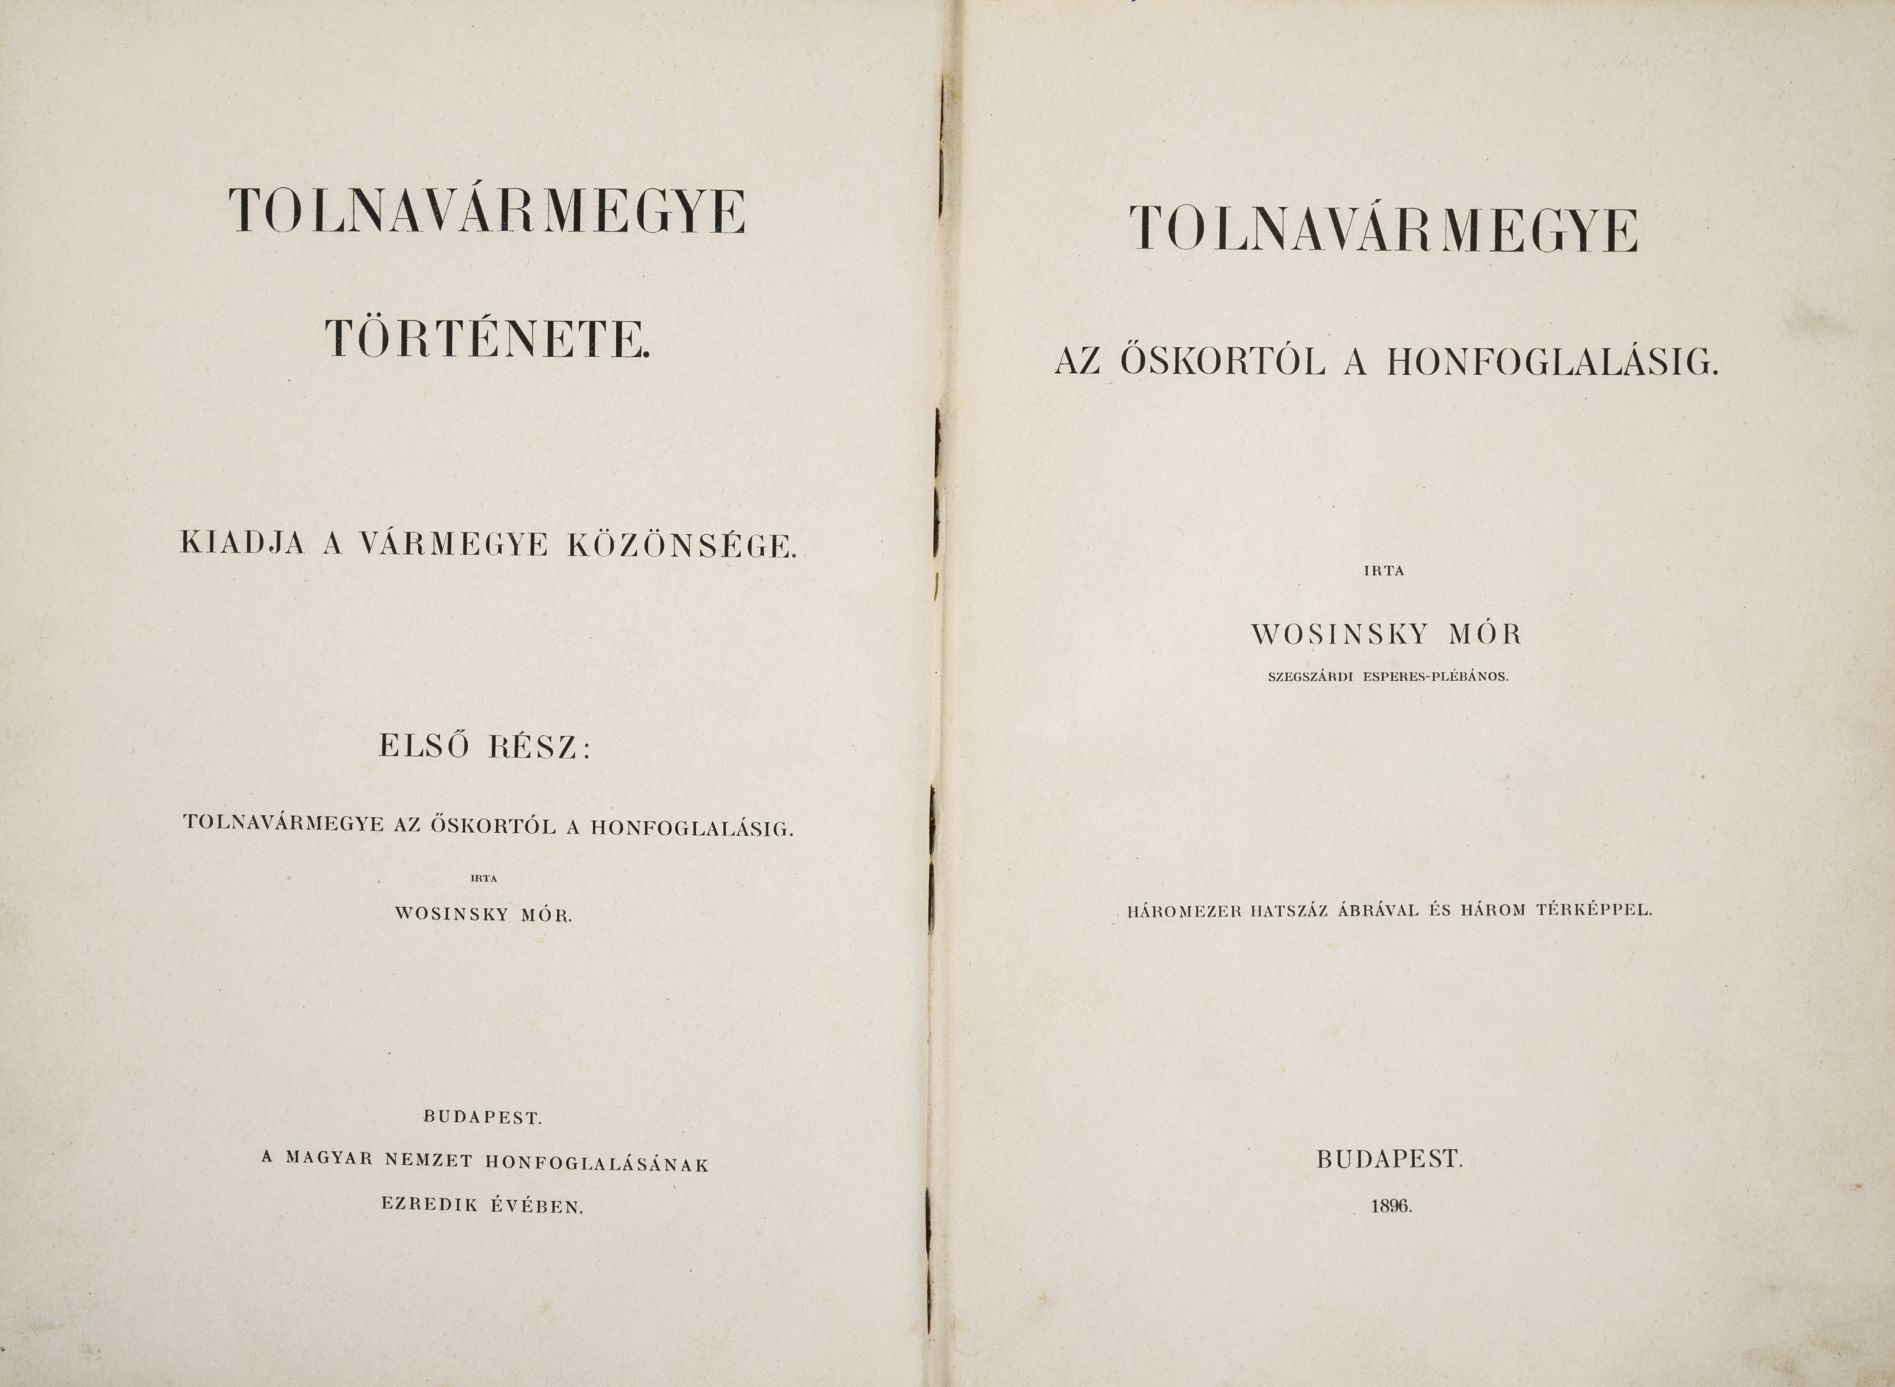 TOLNAVÁRMEGYE
TÖRTÉNETE.
KIADJA A VÁRMEGYE KÖZÖNSÉGE.
ELSŐ RÉSZ:
TOLNAVÁRMEGYE AZ ŐSKORTÓL A HONFOGLALÁSIG.
IRTA
WOSINSKY MÓR.
BUDAPEST.
A MAGYAR NEMZET HONFOGLALÁSÁNAK
EZREDIK ÉVÉBEN.
TOLNAVÁRMEGYE
AZ ŐSKORTÓL A HONFOGLALÁSIG.
IRTA
WOSINSKY MÓR
SZEGSZÁRDI ESPERES-PLÉBÁNOS.
HÁROMEZER HATSZÁZ ÁBRÁVAL ÉS HÁROM TÉRKÉPPEL.
BUDAPEST.
1896.